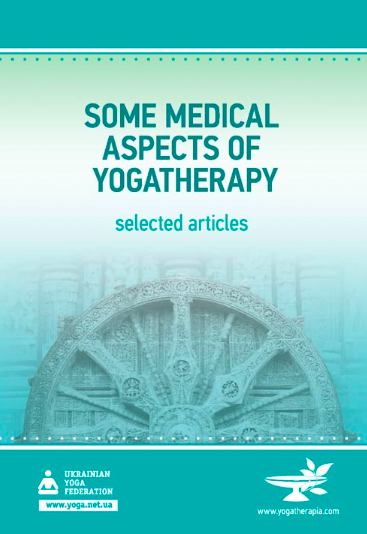 SOME MEDICAL
ASPECTS OF
YOGATHERAPY
selected articles
UKRAINIAN
YOGA
FEDERATION
www.yoga.net.ua
www.yogatherapia.com